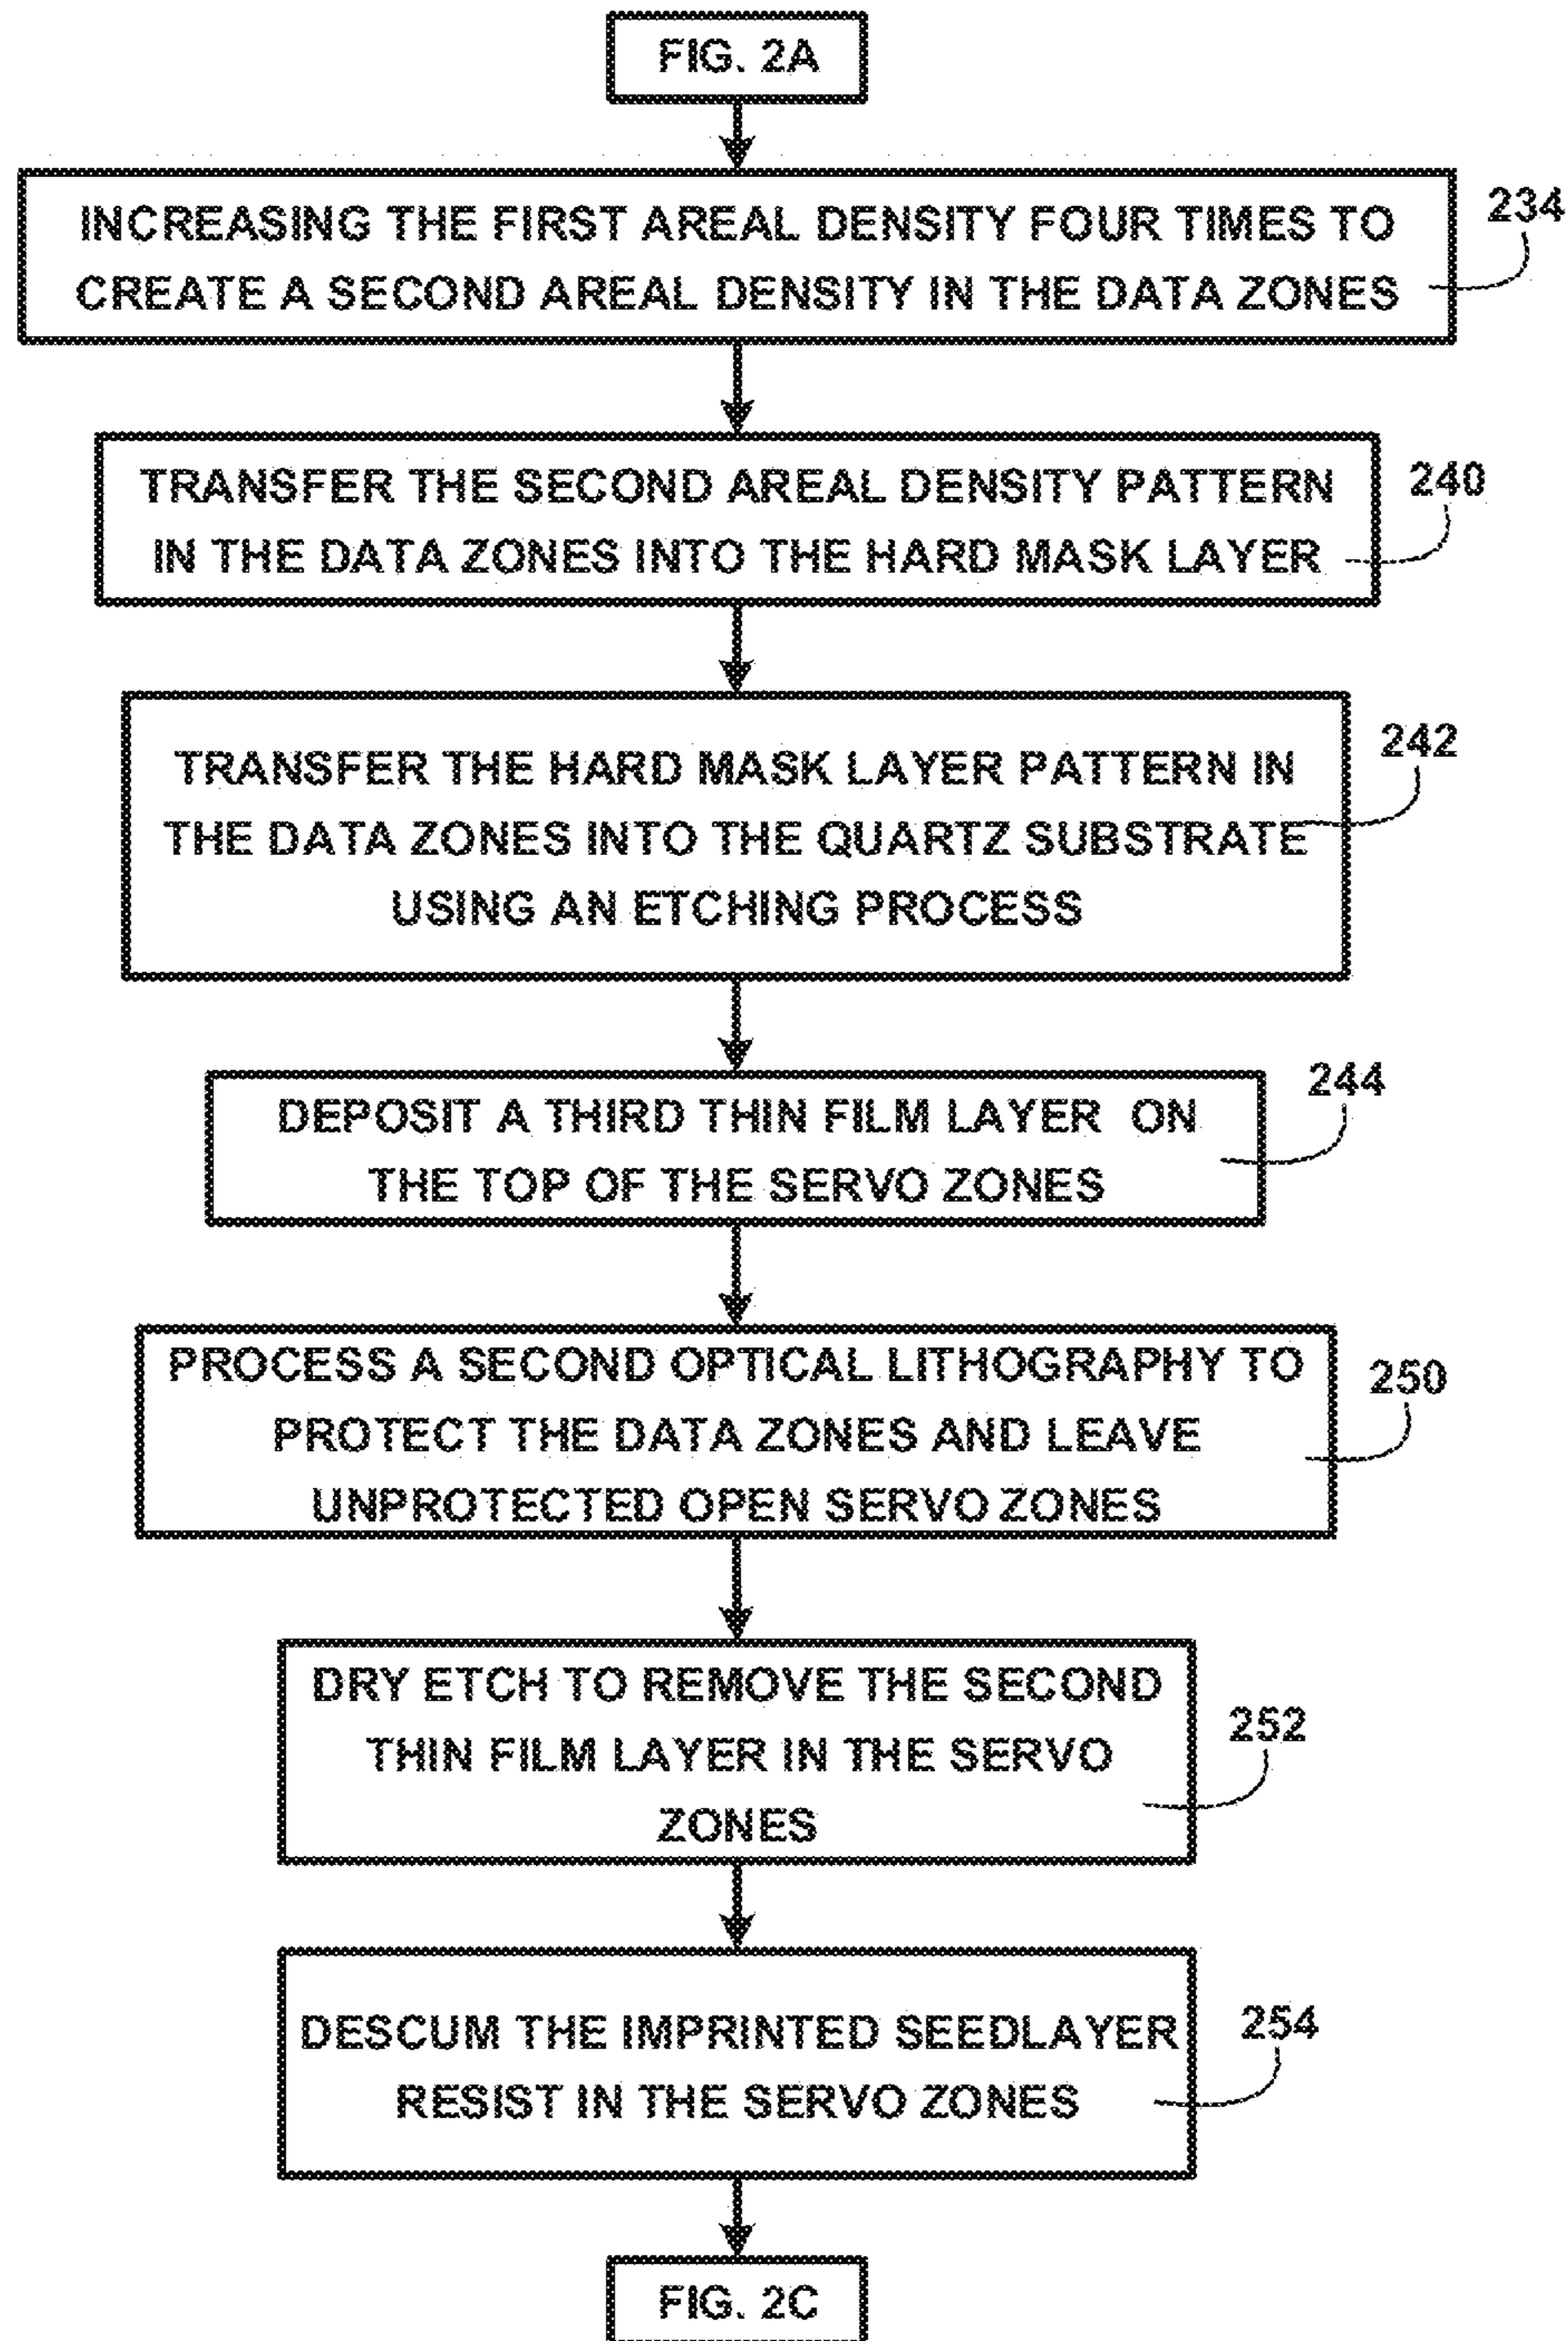 FIG. 2A
INCREASING THE FIRST AREAL DENSITY FOUR TIMES TO
CREATE A SECOND AREAL DENSITY IN THE DATA ZONES
234
TRANSFER THE SECOND AREAL DENSITY PATTERN
IN THE DATA ZONES INTO THE HARD MASK LAYER
240
TRANSFER THE HARD MASK LAYER PATTERN IN
THE DATA ZONES INTO THE QUARTZ SUBSTRATE
USING AN ETCHING PROCESS
242
DEPOSIT A THIRD THIN FILM LAYER ON
THE TOP OF THE SERVO ZONES
244
PROCESS A SECOND OPTICAL LITHOGRAPHY TO
PROTECT THE DATA ZONES AND LEAVE
UNPROTECTED OPEN SERVO ZONES
250
DRY ETCH TO REMOVE THE SECOND
THIN FILM LAYER IN THE SERVO
ZONES
252
DESCUM THE IMPRINTED SEEDLAYER
RESIST IN THE SERVO ZONES
254
FIG. 2C